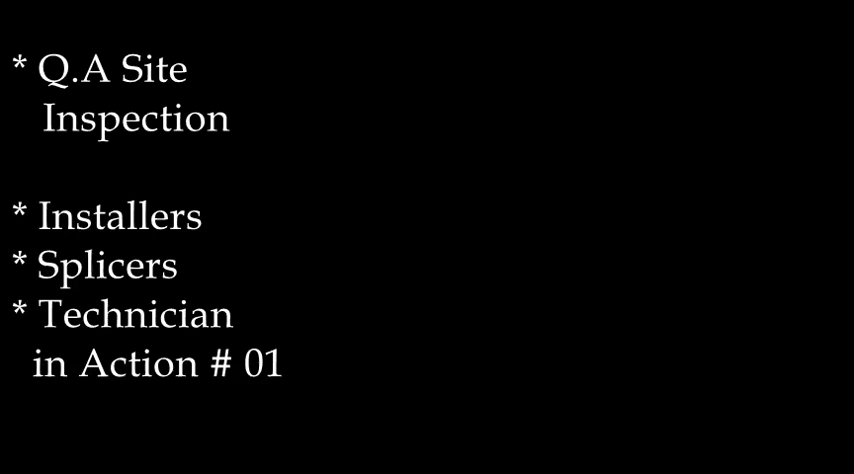 * Q.A Site
Inspection
* Installers
* Splicers
* Technician
in Action # 01